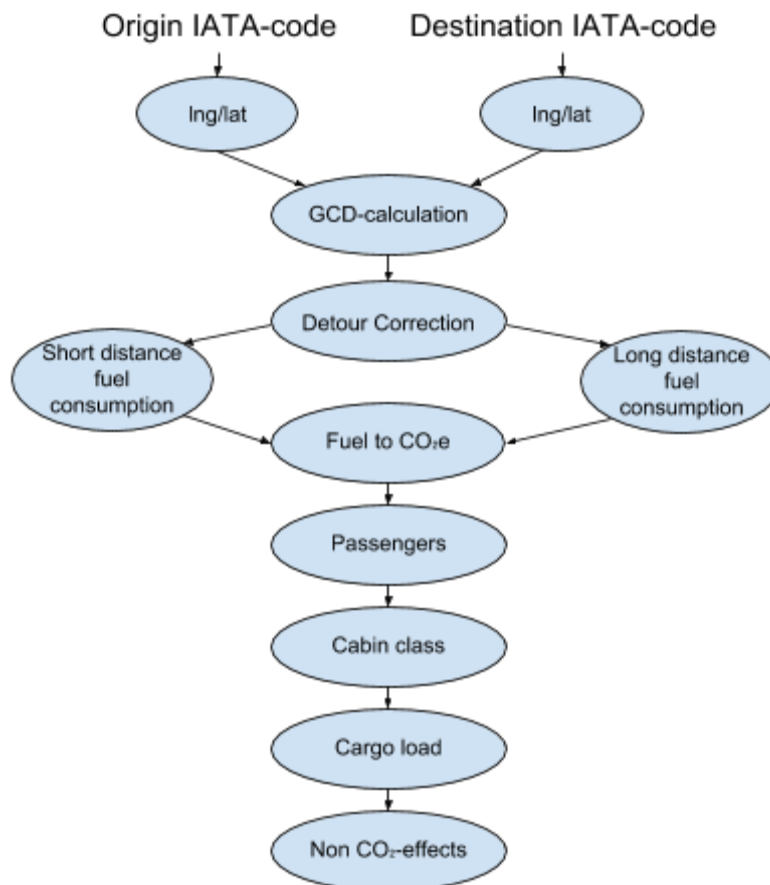 Origin IATA-code
Destination IATA-code
lng/lat
lng/lat
GCD-calculation
Detour Correction
Short distance
fuel
consumption
Long distance
fuel
consumption
Fuel to CO₂e
Passengers
Cabin class
Cargo load
Non CO₂-effects